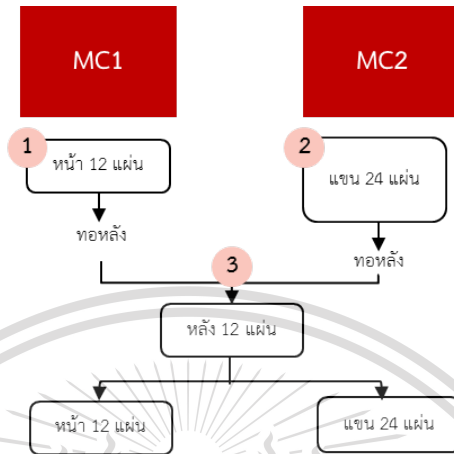 MC1
MC2
1
หน้า 12 แผ่น
2
แขน 24 แผ่น
ทอหลัง
ทอหลัง
3
หลัง 12 แผ่น
หน้า 12 แผ่น
แขน 24 แผ่น